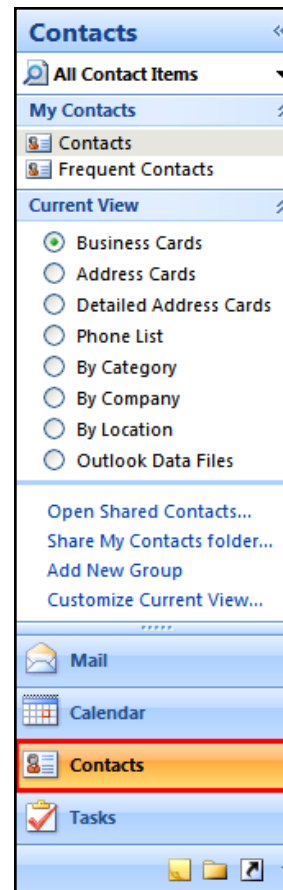 Contacts
All Contact Items
My Contacts
Contacts
Frequent Contacts
Current View
Business Cards
Address Cards
Detailed Address Cards
Phone List
By Category
By Company
By Location
Outlook Data Files
Open Shared Contacts...
Share My Contacts folder...
Add New Group
Customize Current View...
Mail
Calendar
Contacts
Tasks